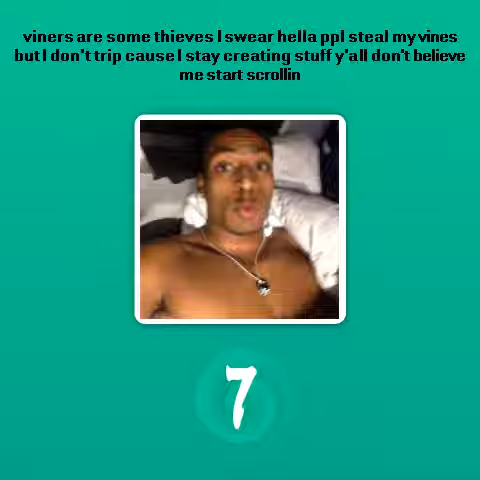 viners are some thieves I swear hella ppl steal my vines
but I don't trip cause I stay creating stuff y'all don't believe
me start scrollin
7